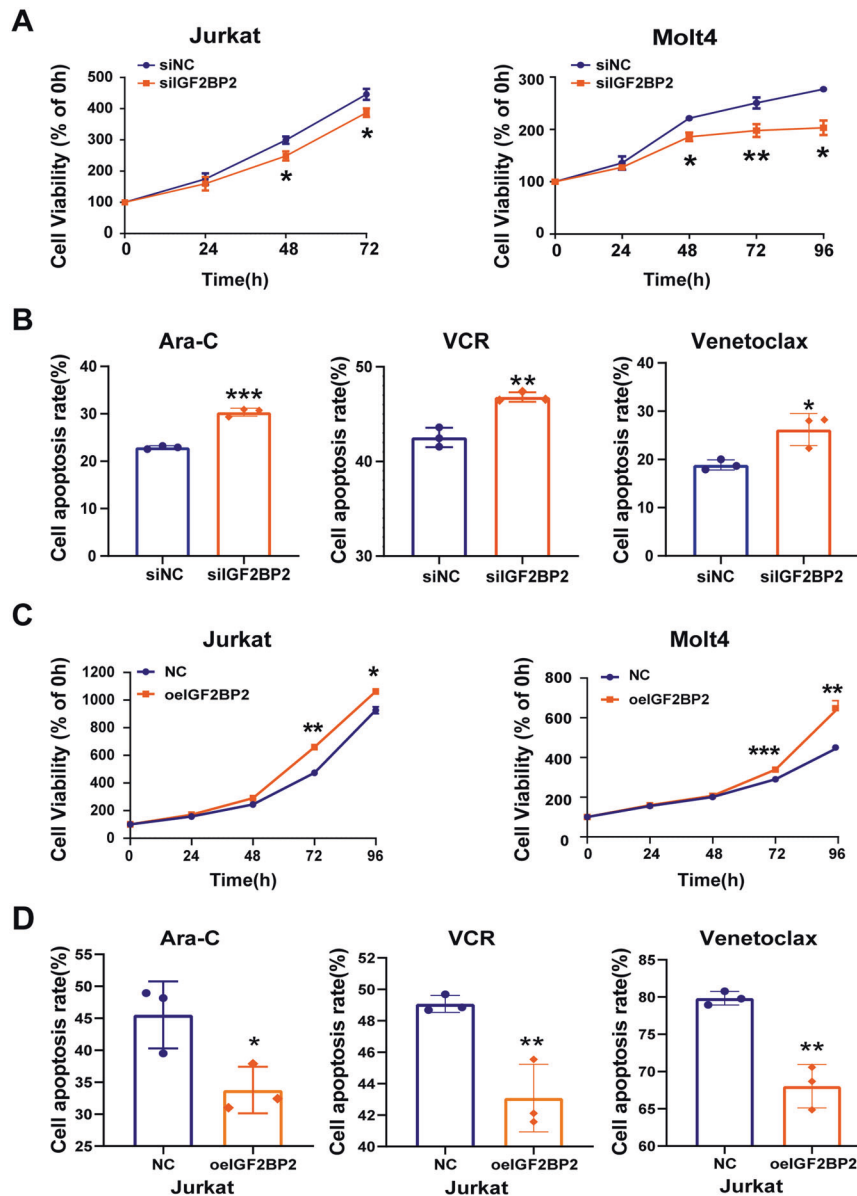 A
Jurkat
Molt4
siNC
siIGF2BP2
Cell Viability (% of 0h)
500
400
300
200
100
0
0 24 48 72
Time(h)
* *
siNC
siIGF2BP2
Cell Viability (% of 0h)
300
200
100
0
0 24 48 72 96
Time(h)
* ** *
B
Ara-C
VCR
Venetoclax
Cell apoptosis rate(%)
40
30
20
10
0
***
siNC siIGF2BP2
Cell apoptosis rate(%)
50
40
30
**
siNC siIGF2BP2
Cell apoptosis rate(%)
40
30
20
10
0
*
siNC siIGF2BP2
C
Jurkat
Molt4
NC
oeIGF2BP2
Cell Viability (% of 0h)
1200
1000
800
600
400
200
0
0 24 48 72 96
Time(h)
** *
NC
oeIGF2BP2
Cell Viability (% of 0h)
800
600
400
200
0
0 24 48 72 96
Time(h)
*** **
D
Ara-C
VCR
Venetoclax
Cell apoptosis rate(%)
55
50
45
40
35
30
25
*
NC oeIGF2BP2
Jurkat
Cell apoptosis rate(%)
52
50
48
46
44
42
40
**
NC oeIGF2BP2
Jurkat
Cell apoptosis rate(%)
85
80
75
70
65
60
**
NC oeIGF2BP2
Jurkat